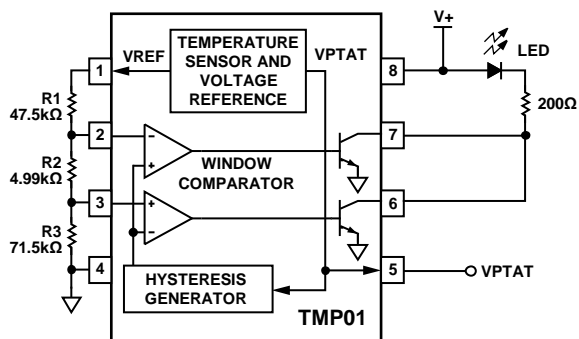 V+
TEMPERATURE
SENSOR AND
VOLTAGE
REFERENCE
VREF
VPTAT
LED
1
8
R1
47.5kΩ
200Ω
2
7
R2
4.99kΩ
WINDOW
COMPARATOR
3
6
R3
71.5kΩ
4
5
VPTAT
HYSTERESIS
GENERATOR
TMP01
−
+
+
−